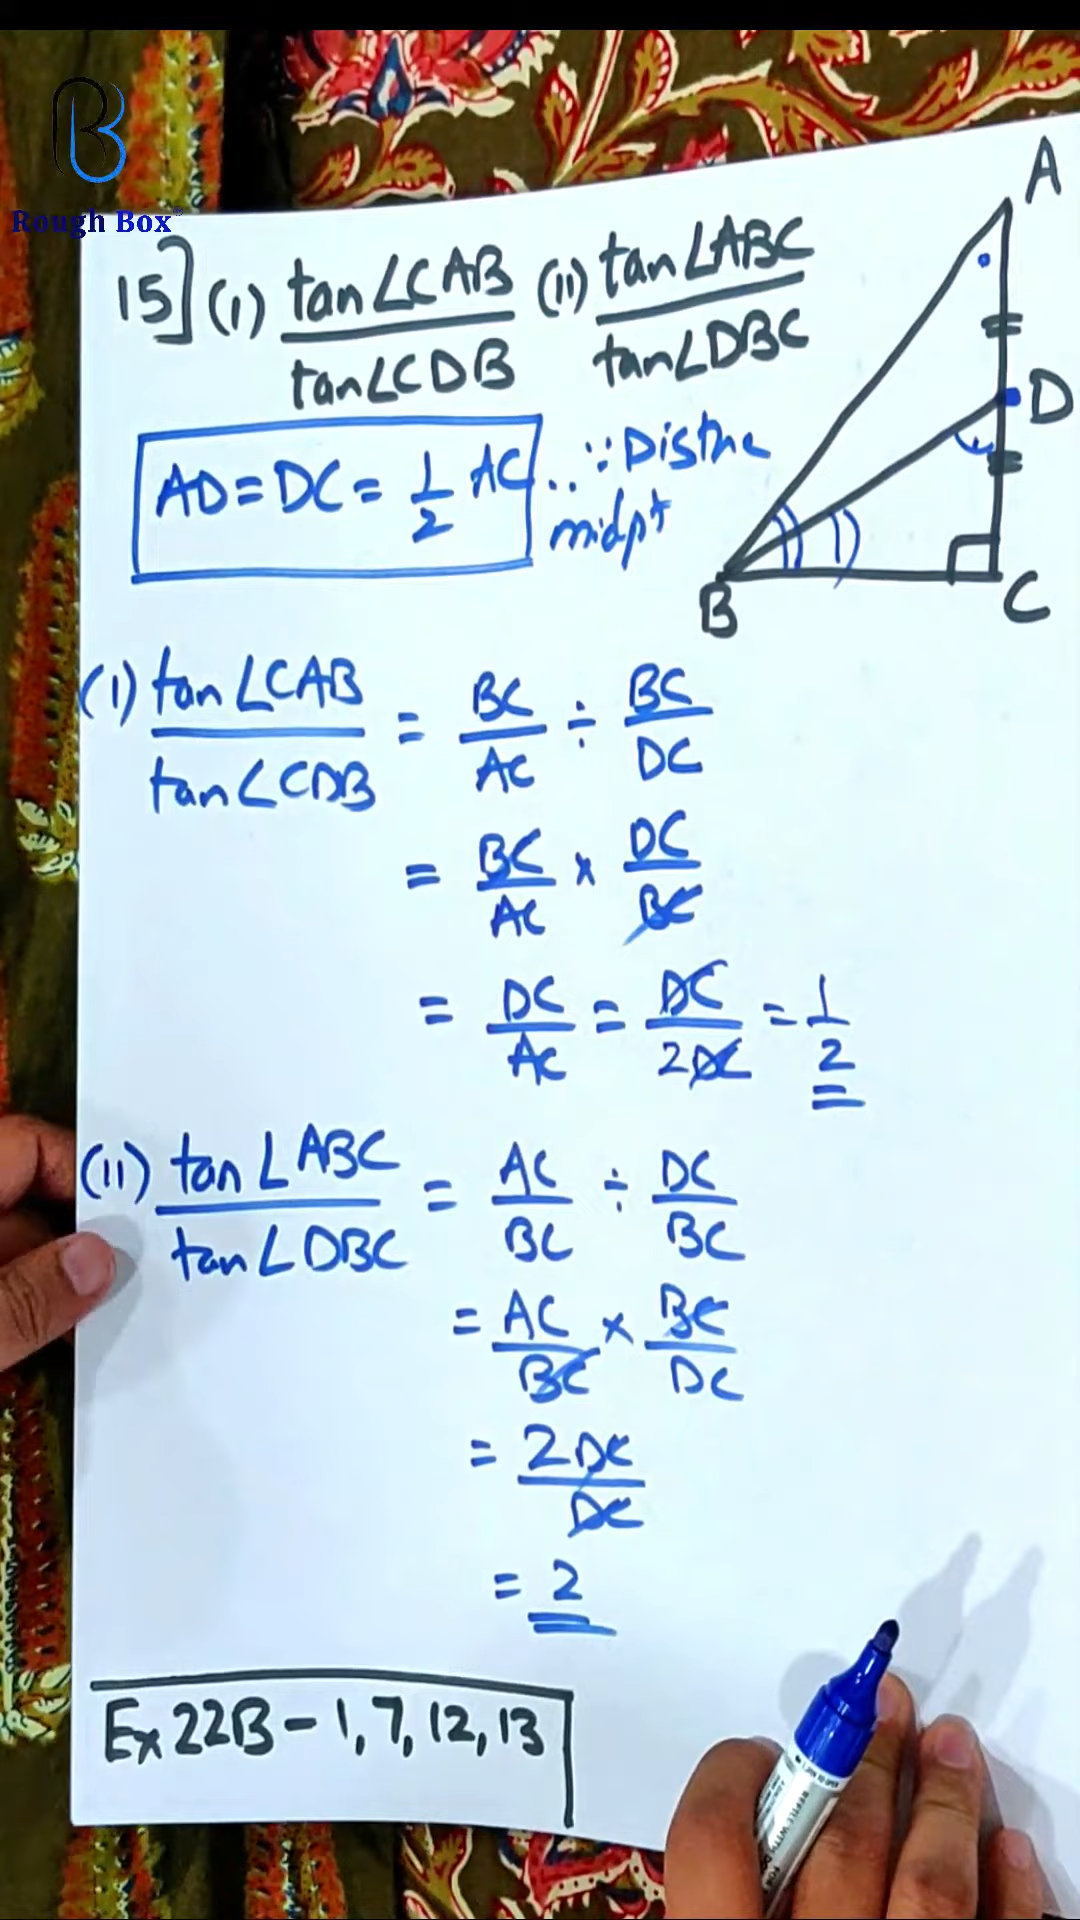 Rough Box®
15] (i) tan∠CAB / tan∠CDB (ii) tan∠ABC / tan∠DBC
A
D
B
C
AD = DC = 1/2 AC ..∵ D is the
midpt
(i) tan∠CAB / tan∠CDB = BC/AC ÷ BC/DC
= BC/AC × DC/BC
= DC/AC = DC/2DC = 1/2
(ii) tan∠ABC / tan∠DBC = AC/BC ÷ DC/BC
= AC/BC × BC/DC
= 2DC/DC
= 2
Ex 22B - 1, 7, 12, 13